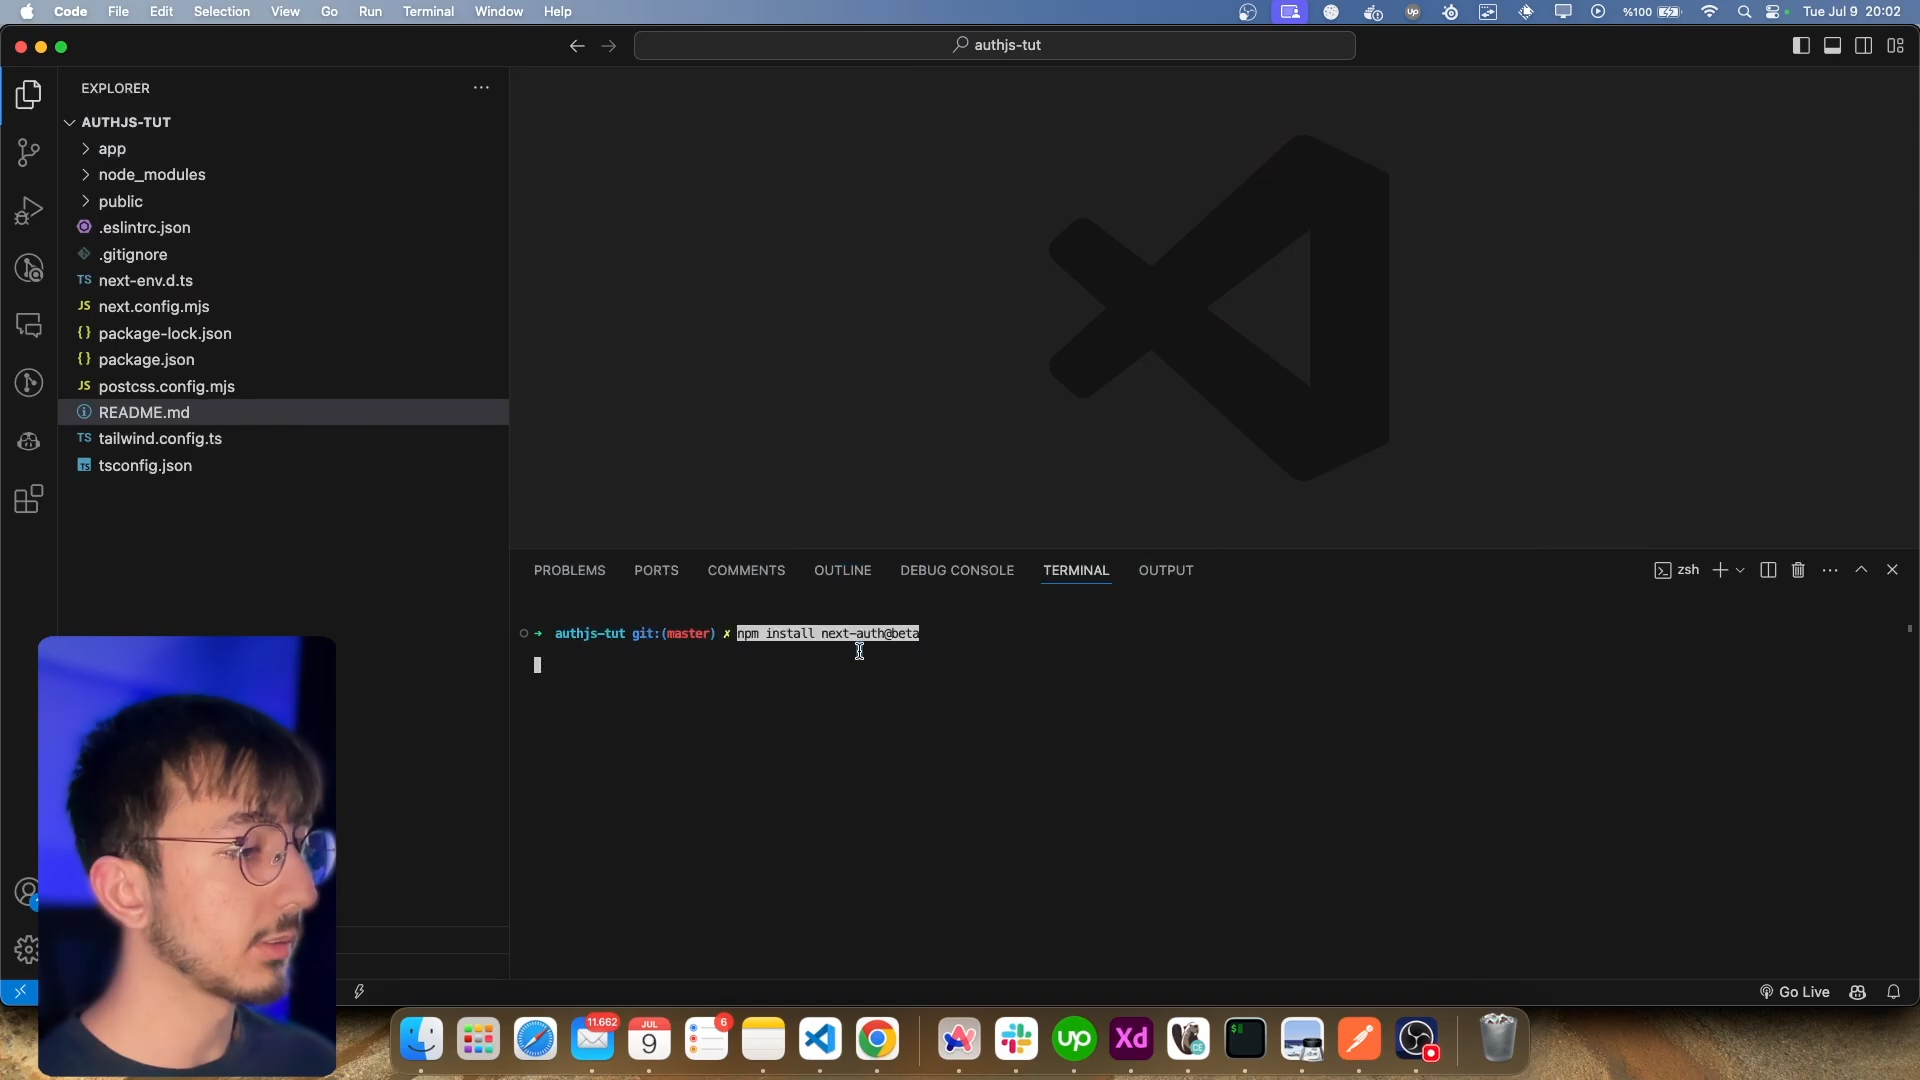 Code File Edit Selection View Go Run Terminal Window Help
UP %100 Tue Jul 9 20:02
authjs-tut
EXPLORER
AUTHJS-TUT
app
node_modules
public
.eslintrc.json
.gitignore
TS next-env.d.ts
JS next.config.mjs
{} package-lock.json
{} package.json
JS postcss.config.mjs
README.md
TS tailwind.config.ts
TS tsconfig.json
PROBLEMS PORTS COMMENTS OUTLINE DEBUG CONSOLE TERMINAL OUTPUT
zsh
→ authjs-tut git:(master) ✗ npm install next-auth@beta
Go Live
11.662
JUL
9
6
up
Xd
CE
$